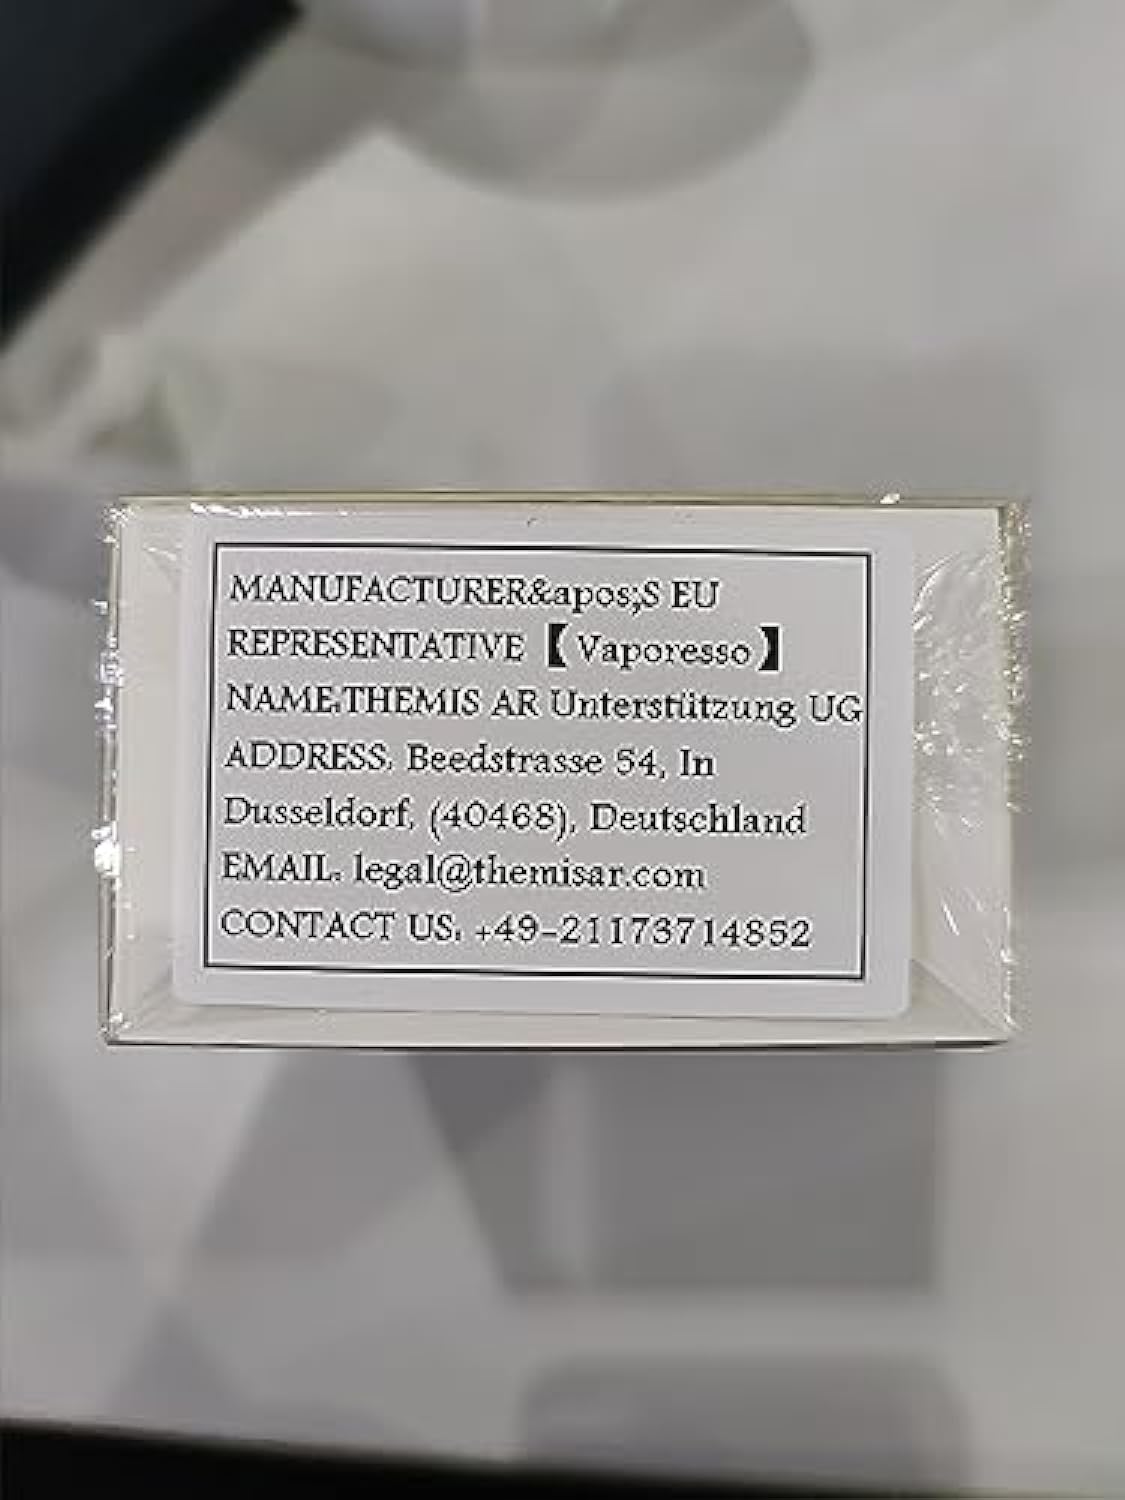 MANUFACTURER&apos;S EU
REPRESENTATIVE 【Vaporesso】
NAME:THEMIS AR Unterstützung UG
ADDRESS: Beedstrasse 54, In
Dusseldorf, (40468), Deutschland
EMAIL: legal@themisar.com
CONTACT US: +49-21173714852